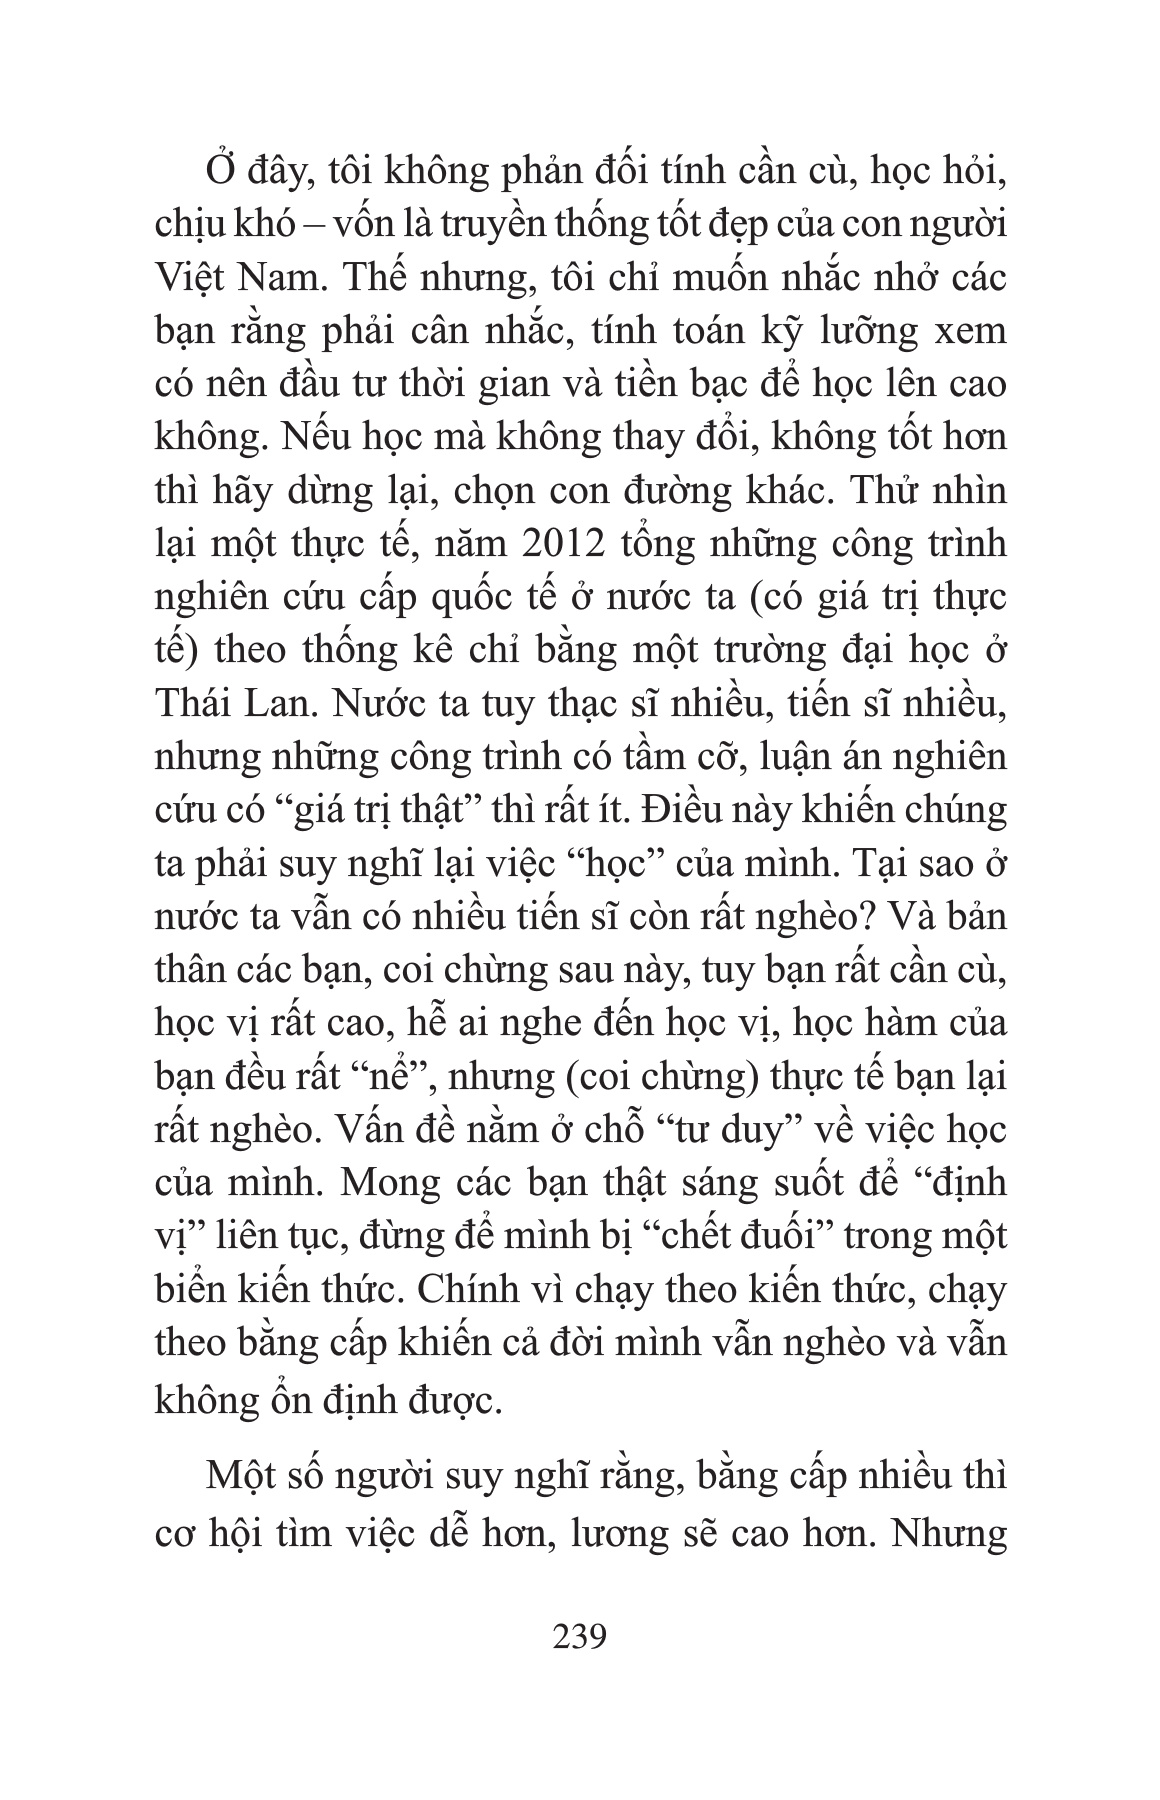 Ở đây, tôi không phản đối tính cần cù, học hỏi,
chịu khó – vốn là truyền thống tốt đẹp của con người
Việt Nam. Thế nhưng, tôi chỉ muốn nhắc nhở các
bạn rằng phải cân nhắc, tính toán kỹ lưỡng xem
có nên đầu tư thời gian và tiền bạc để học lên cao
không. Nếu học mà không thay đổi, không tốt hơn
thì hãy dừng lại, chọn con đường khác. Thử nhìn
lại một thực tế, năm 2012 tổng những công trình
nghiên cứu cấp quốc tế ở nước ta (có giá trị thực
tế) theo thống kê chỉ bằng một trường đại học ở
Thái Lan. Nước ta tuy thạc sĩ nhiều, tiến sĩ nhiều,
nhưng những công trình có tầm cỡ, luận án nghiên
cứu có “giá trị thật” thì rất ít. Điều này khiến chúng
ta phải suy nghĩ lại việc “học” của mình. Tại sao ở
nước ta vẫn có nhiều tiến sĩ còn rất nghèo? Và bản
thân các bạn, coi chừng sau này, tuy bạn rất cần cù,
học vị rất cao, hễ ai nghe đến học vị, học hàm của
bạn đều rất “nể”, nhưng (coi chừng) thực tế bạn lại
rất nghèo. Vấn đề nằm ở chỗ “tư duy” về việc học
của mình. Mong các bạn thật sáng suốt để “định
vị” liên tục, đừng để mình bị “chết đuối” trong một
biển kiến thức. Chính vì chạy theo kiến thức, chạy
theo bằng cấp khiến cả đời mình vẫn nghèo và vẫn
không ổn định được.
Một số người suy nghĩ rằng, bằng cấp nhiều thì
cơ hội tìm việc dễ hơn, lương sẽ cao hơn. Nhưng
239